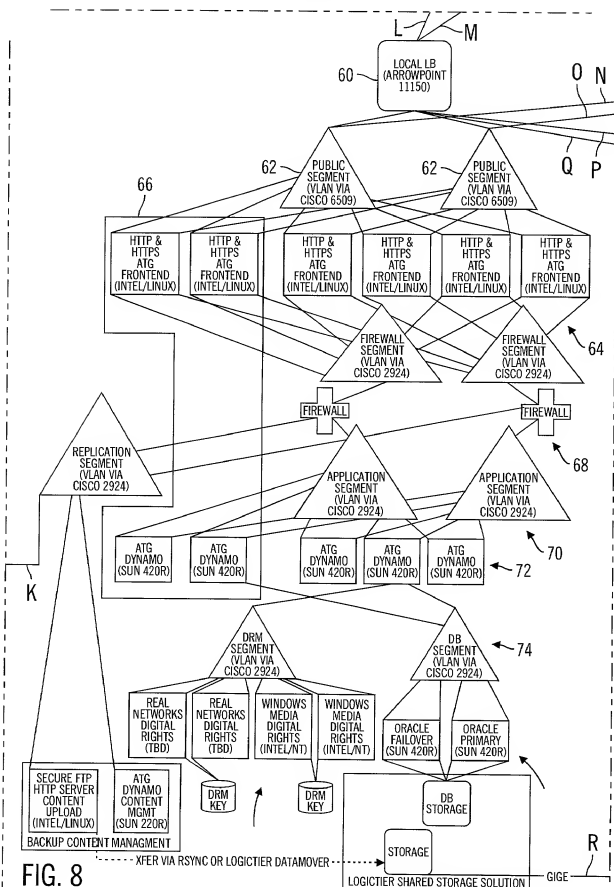 L
M
60
LOCAL LB
(ARROWPOINT
11150)
O
N
Q
P
62
PUBLIC
SEGMENT
(VLAN VIA
CISCO 6509)
62
PUBLIC
SEGMENT
(VLAN VIA
CISCO 6509)
66
HTTP &
HTTPS
ATG
FRONTEND
(INTEL/LINUX)
HTTP &
HTTPS
ATG
FRONTEND
(INTEL/LINUX)
HTTP &
HTTPS
ATG
FRONTEND
(INTEL/LINUX)
HTTP &
HTTPS
ATG
FRONTEND
(INTEL/LINUX)
HTTP &
HTTPS
ATG
FRONTEND
(INTEL/LINUX)
HTTP &
HTTPS
ATG
FRONTEND
(INTEL/LINUX)
64
FIREWALL
SEGMENT
(VLAN VIA
CISCO 2924)
FIREWALL
SEGMENT
(VLAN VIA
CISCO 2924)
FIREWALL
FIREWALL
68
REPLICATION
SEGMENT
(VLAN VIA
CISCO 2924)
APPLICATION
SEGMENT
(VLAN VIA
CISCO 2924)
APPLICATION
SEGMENT
(VLAN VIA
CISCO 2924)
70
K
ATG
DYNAMO
(SUN 420R)
ATG
DYNAMO
(SUN 420R)
ATG
DYNAMO
(SUN 420R)
ATG
DYNAMO
(SUN 420R)
ATG
DYNAMO
(SUN 420R)
72
DRM
SEGMENT
(VLAN VIA
CISCO 2924)
DB
SEGMENT
(VLAN VIA
CISCO 2924)
74
REAL
NETWORKS
DIGITAL
RIGHTS
(TBD)
REAL
NETWORKS
DIGITAL
RIGHTS
(TBD)
WINDOWS
MEDIA
DIGITAL
RIGHTS
(INTEL/NT)
WINDOWS
MEDIA
DIGITAL
RIGHTS
(INTEL/NT)
ORACLE
FAILOVER
(SUN 420R)
ORACLE
PRIMARY
(SUN 420R)
DRM
KEY
DRM
KEY
DB
STORAGE
SECURE FTP
HTTP SERVER
CONTENT
UPLOAD
(INTEL/LINUX)
ATG
DYNAMO
CONTENT
MGMT
(SUN 220R)
BACKUP CONTENT MANAGMENT
XFER VIA RSYNC OR LOGICTIER DATAMOVER
STORAGE
LOGICTIER SHARED STORAGE SOLUTION
GIGE
R
FIG. 8